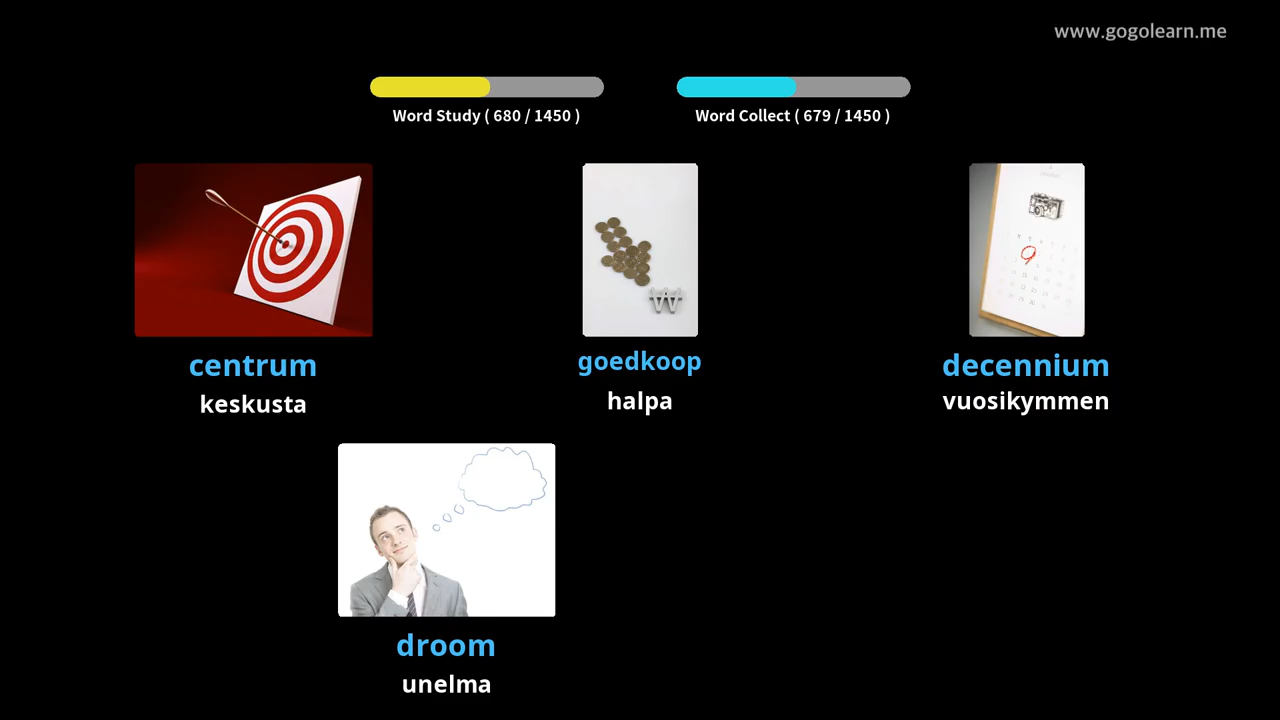 www.gogolearn.me
Word Study ( 680 / 1450 )
Word Collect ( 679 / 1450 )
centrum
keskusta
goedkoop
halpa
decennium
vuosikymmen
droom
unelma